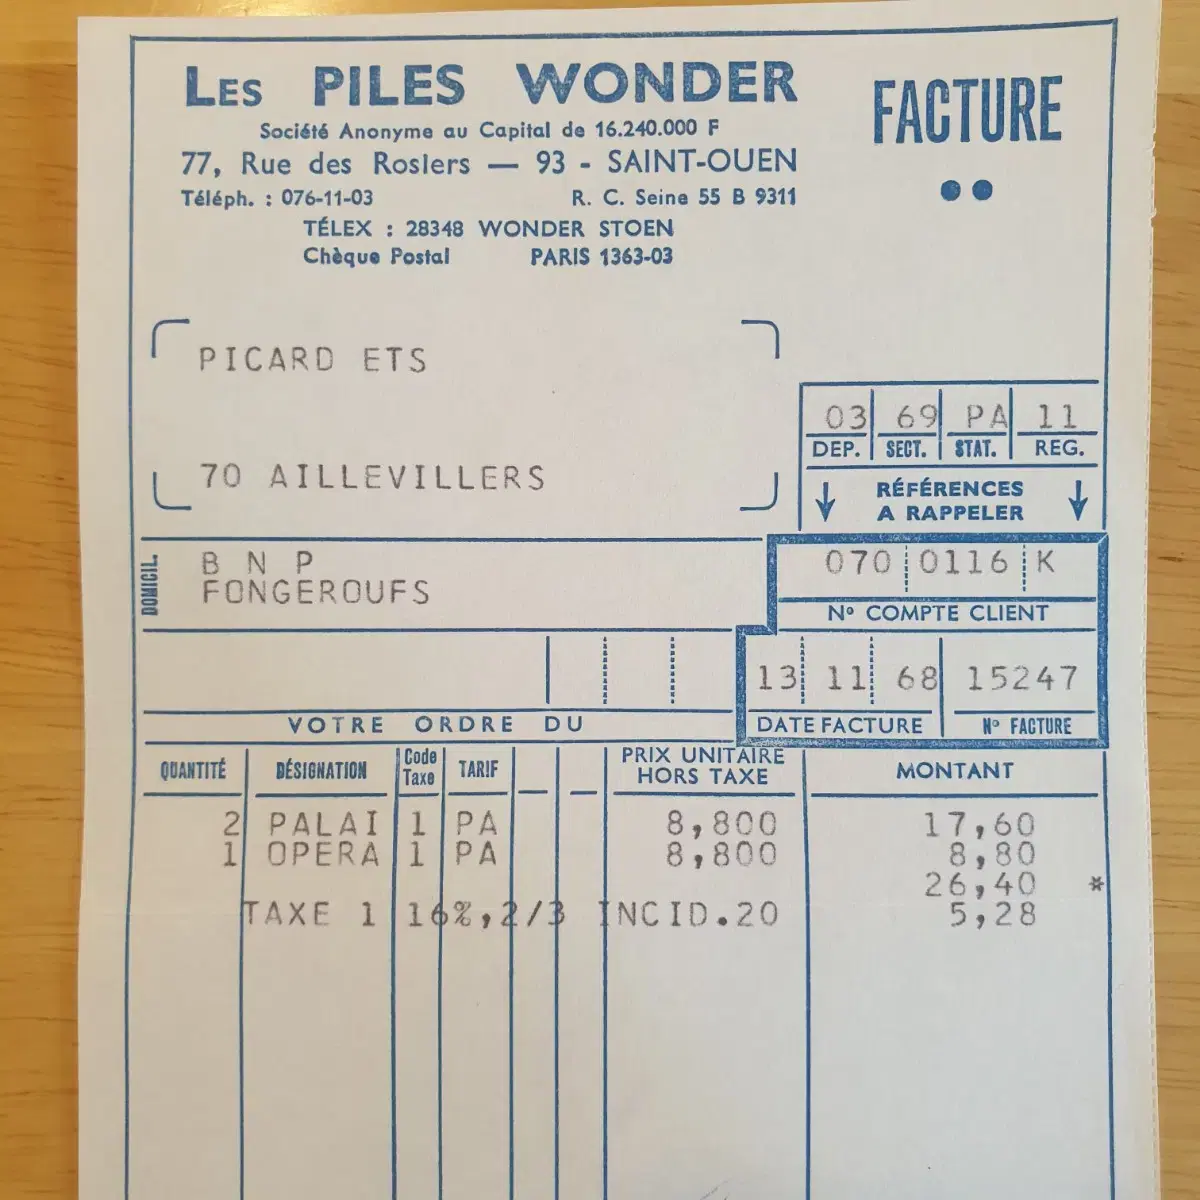 LES PILES WONDER
FACTURE
Société Anonyme au Capital de 16.240.000 F
77, Rue des Rosiers — 93 - SAINT-OUEN
Téléph. : 076-11-03 R. C. Seine 55 B 9311
TÉLEX : 28348 WONDER STOEN
Chèque Postal PARIS 1363-03
PICARD ETS
70 AILLEVILLERS
03 69 PA 11
DEP. SECT. STAT. REG.
RÉFÉRENCES
A RAPPELER
DOMICIL.
B N P
FONGEROUFS
070 0116 K
Nº COMPTE CLIENT
13 11 68 15247
VOTRE ORDRE DU
DATE FACTURE Nº FACTURE
QUANTITÉ DÉSIGNATION Code Taxe TARIF PRIX UNITAIRE HORS TAXE MONTANT
2 PALAI 1 PA 8,800 17,60
1 OPERA 1 PA 8,800 8,80
26,40 *
TAXE 1 16%,2/3 INCID.20 5,28